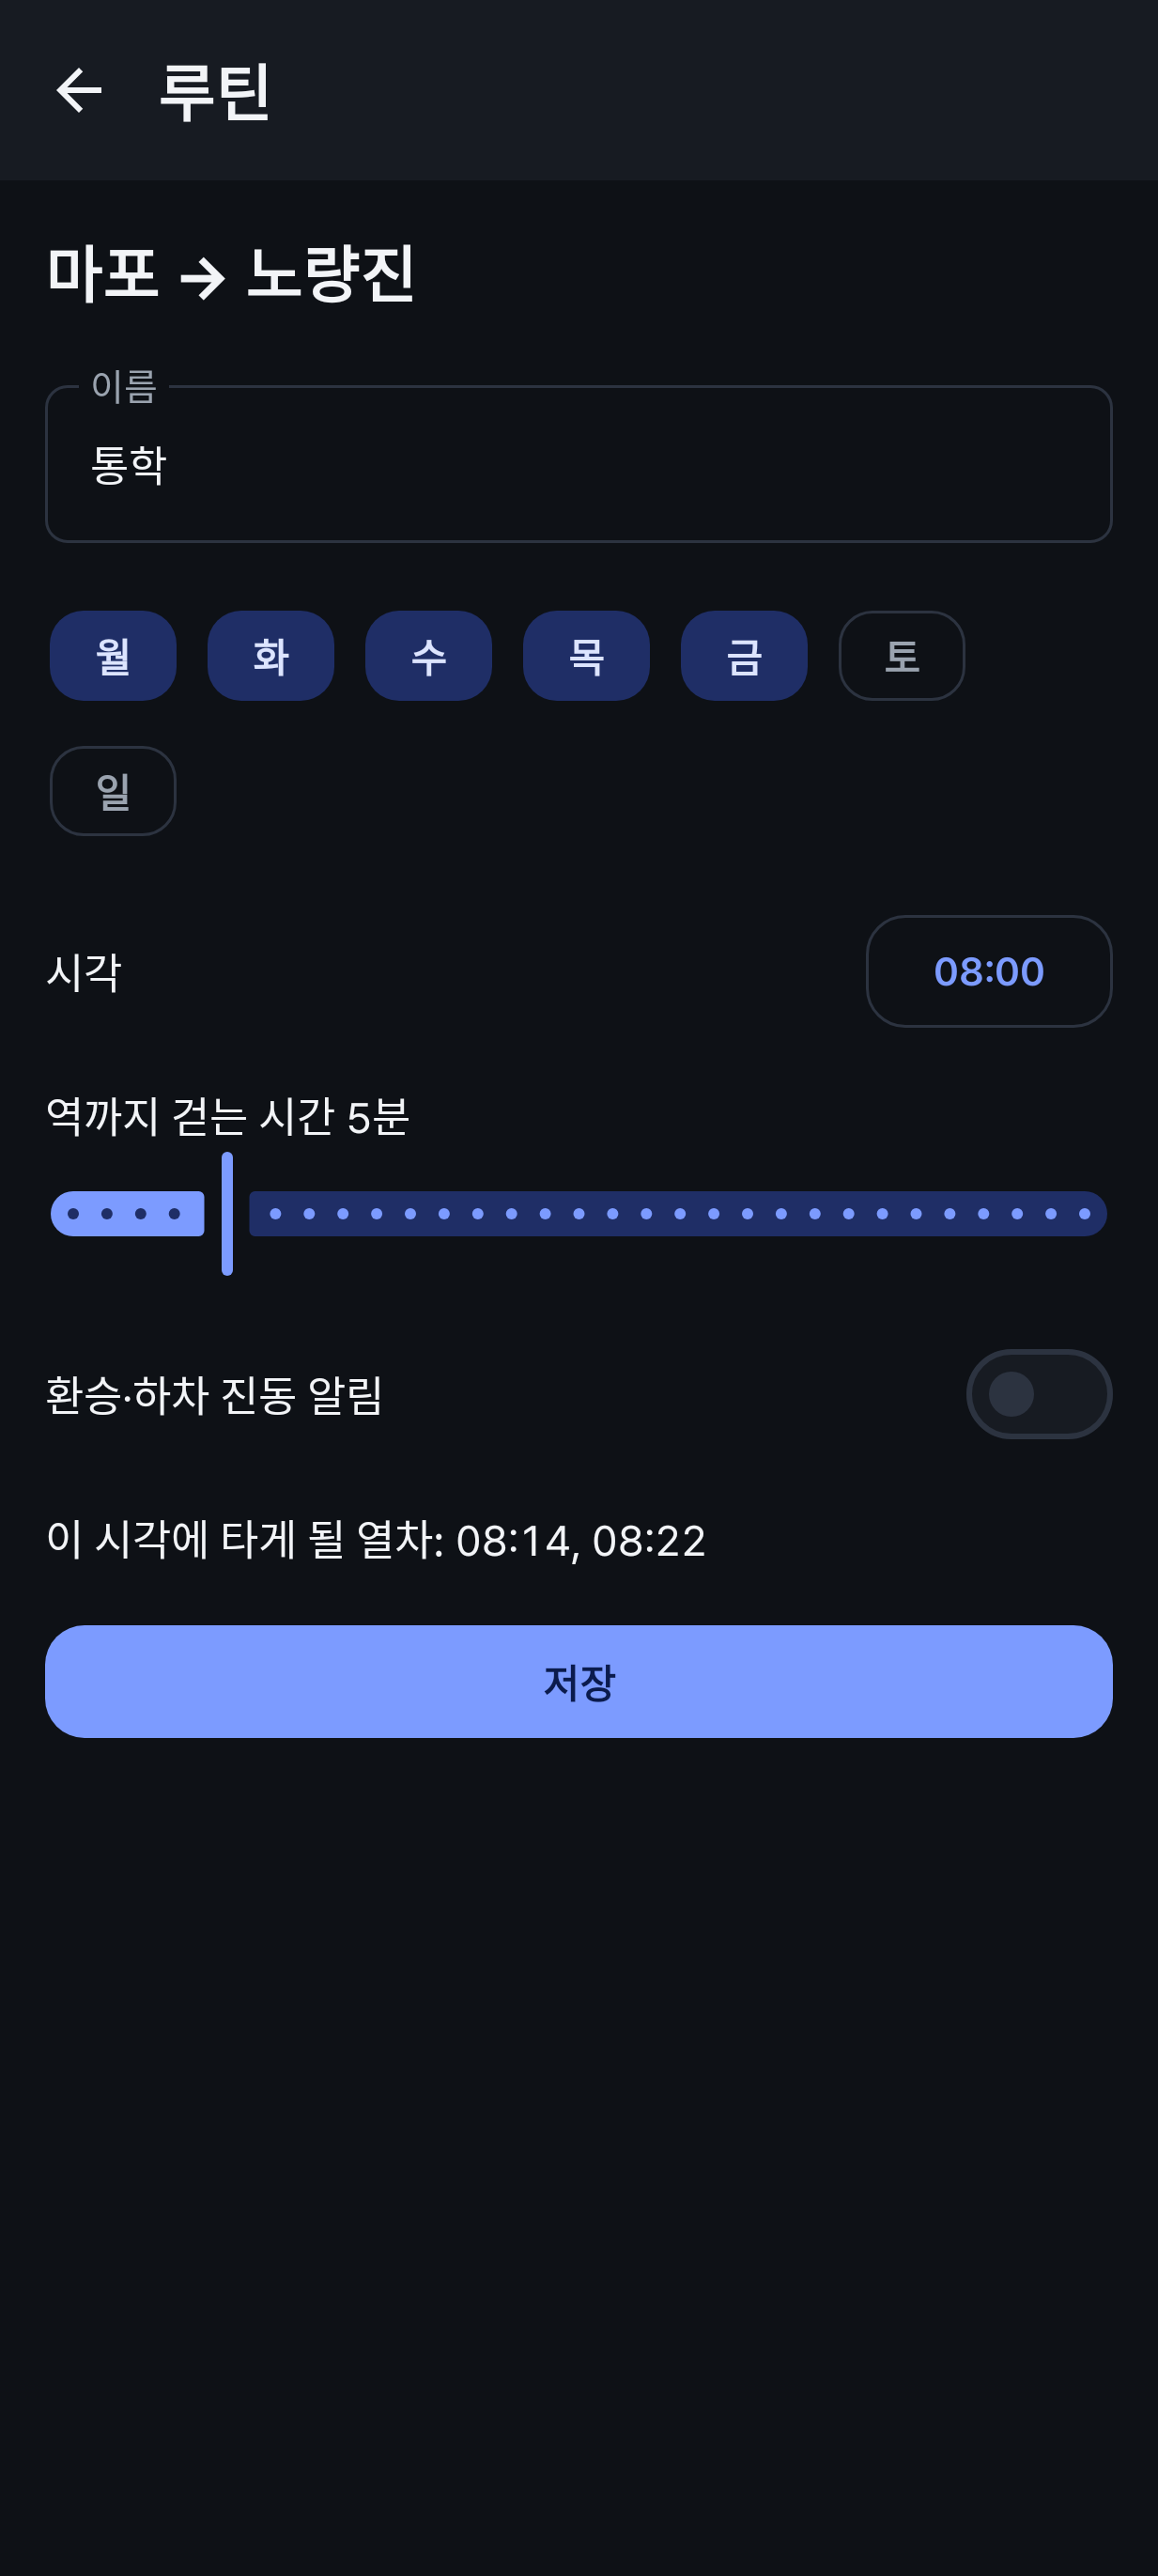 루틴
마포 → 노량진
이름
통학
월 화 수 목 금 토
일
시각 08:00
역까지 걷는 시간 5분
환승·하차 진동 알림
이 시각에 타게 될 열차: 08:14, 08:22
저장